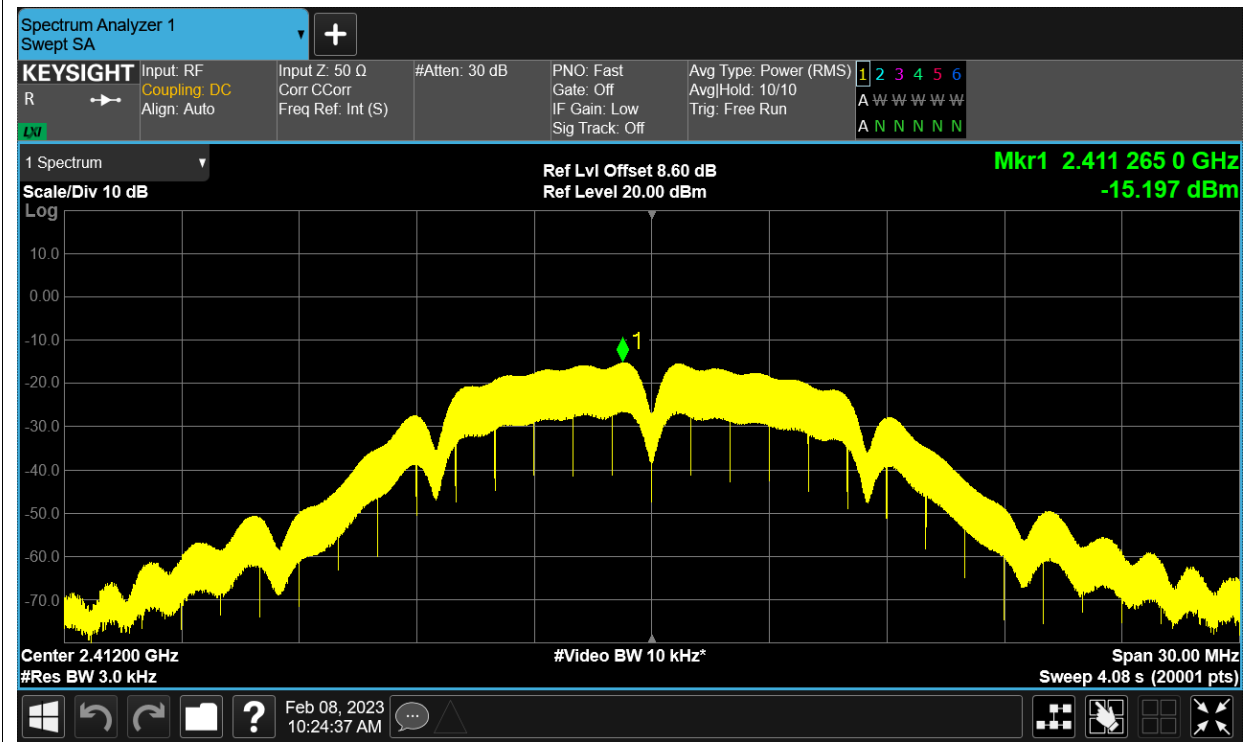 Spectrum Analyzer 1
Swept SA
+
KEYSIGHT
R
LXI
Input: RF
Coupling: DC
Align: Auto
Input Z: 50 Ω
Corr CCorr
Freq Ref: Int (S)
#Atten: 30 dB
PNO: Fast
Gate: Off
IF Gain: Low
Sig Track: Off
Avg Type: Power (RMS)
Avg|Hold: 10/10
Trig: Free Run
1 2 3 4 5 6
A W W W W W
A N N N N N
1 Spectrum
Scale/Div 10 dB
Ref Lvl Offset 8.60 dB
Ref Level 20.00 dBm
Mkr1 2.411 265 0 GHz
-15.197 dBm
Log
10.0
0.00
-10.0
-20.0
-30.0
-40.0
-50.0
-60.0
-70.0
1
Center 2.41200 GHz
#Res BW 3.0 kHz
#Video BW 10 kHz*
Span 30.00 MHz
Sweep 4.08 s (20001 pts)
?
Feb 08, 2023
10:24:37 AM